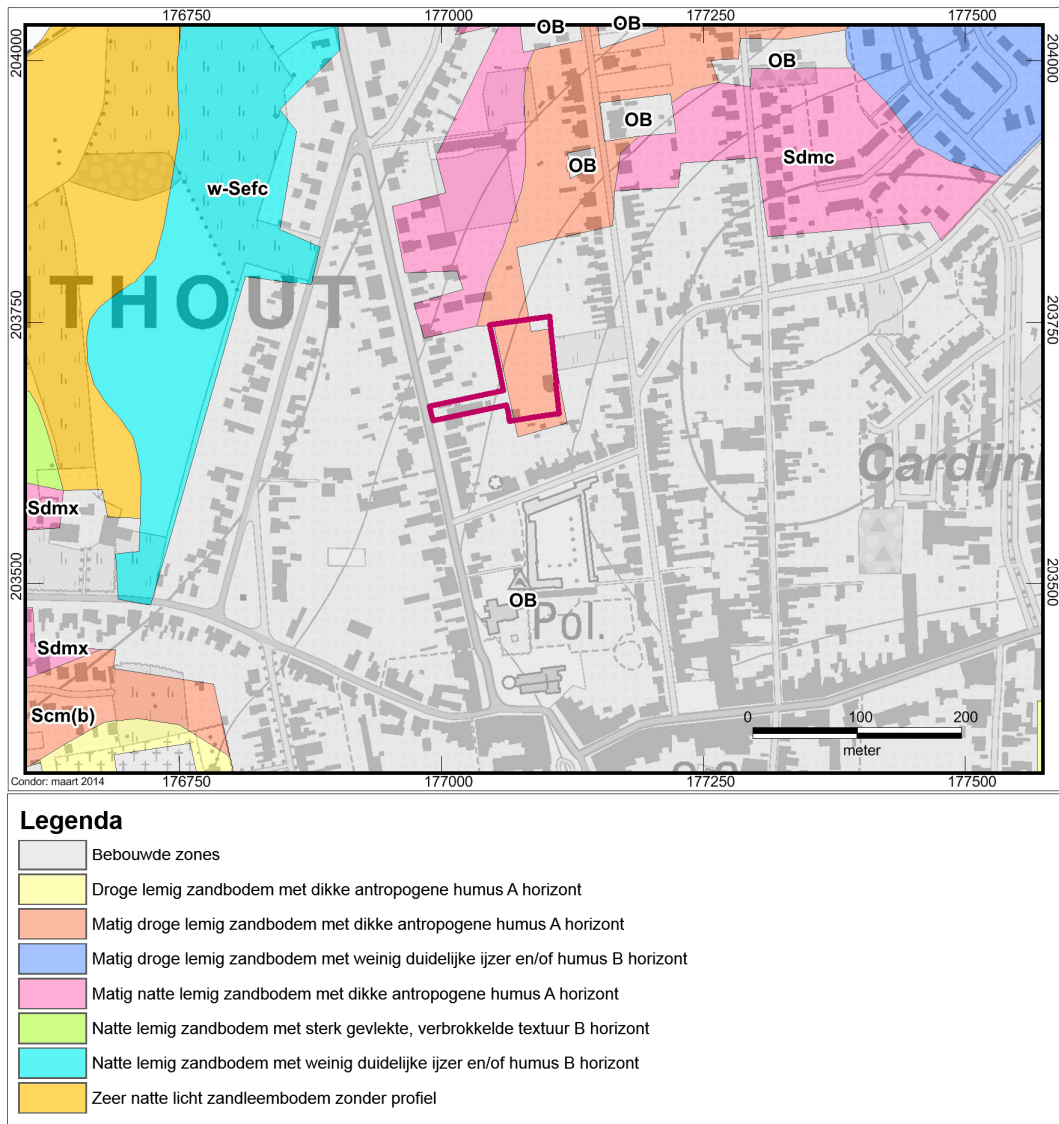 176750 177000 177250 177500
OB OB
204000 OB 204000
OB
Sdmc
OB
w-Sefc
ITHOUT
203750 203750
Cardijn
Sdmx
203500 203500
OB
Pol.
Sdmx
Scm(b)
0 100 200
meter
Condor: maart 2014
176750 177000 177250 177500
Legenda
Bebouwde zones
Droge lemig zandbodem met dikke antropogene humus A horizont
Matig droge lemig zandbodem met dikke antropogene humus A horizont
Matig droge lemig zandbodem met weinig duidelijke ijzer en/of humus B horizont
Matig natte lemig zandbodem met dikke antropogene humus A horizont
Natte lemig zandbodem met sterk gevlekte, verbrokkelde textuur B horizont
Natte lemig zandbodem met weinig duidelijke ijzer en/of humus B horizont
Zeer natte licht zandleembodem zonder profiel